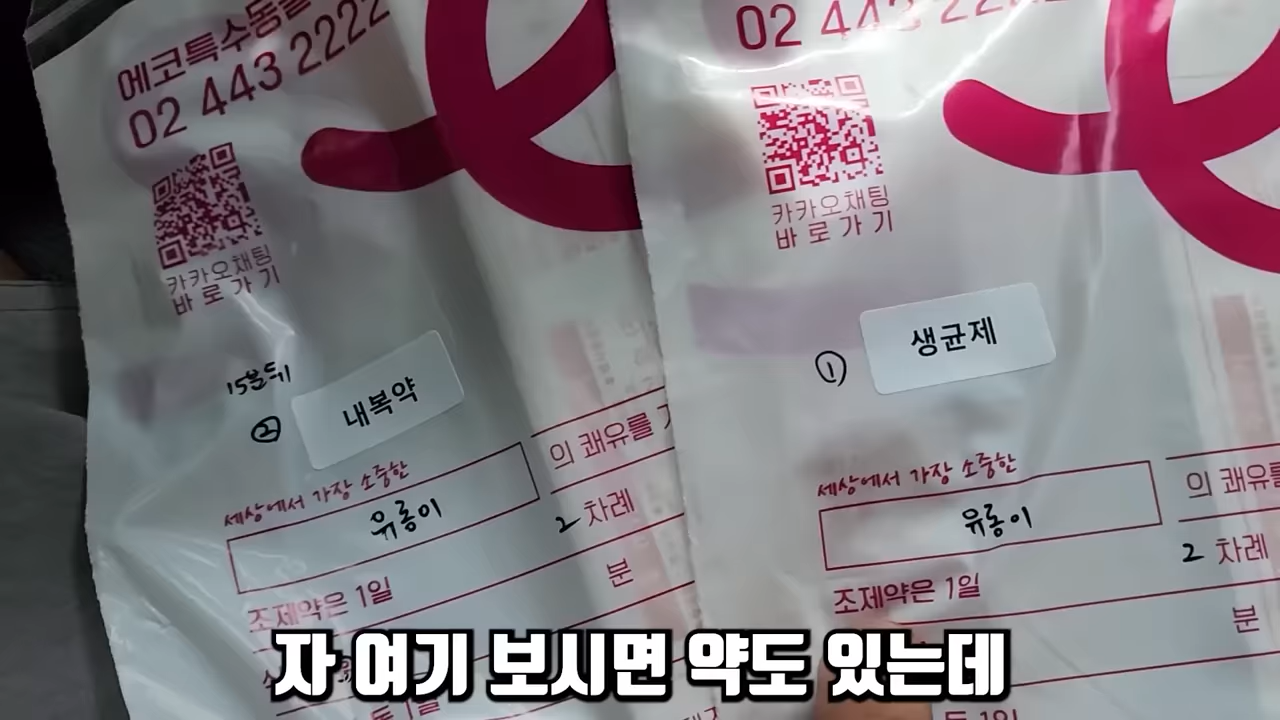 에코특수동물
02 443 2222
카카오채팅
바로가기
15분뒤
② 내복약
세상에서 가장 소중한
유롱이
의 쾌유를
2 차례
조제약은 1일
분
02 443
카카오채팅
바로가기
① 생균제
세상에서 가장 소중한
유롱이
의 쾌유를
2 차례
조제약은 1일
분
자 여기 보시면 약도 있는데